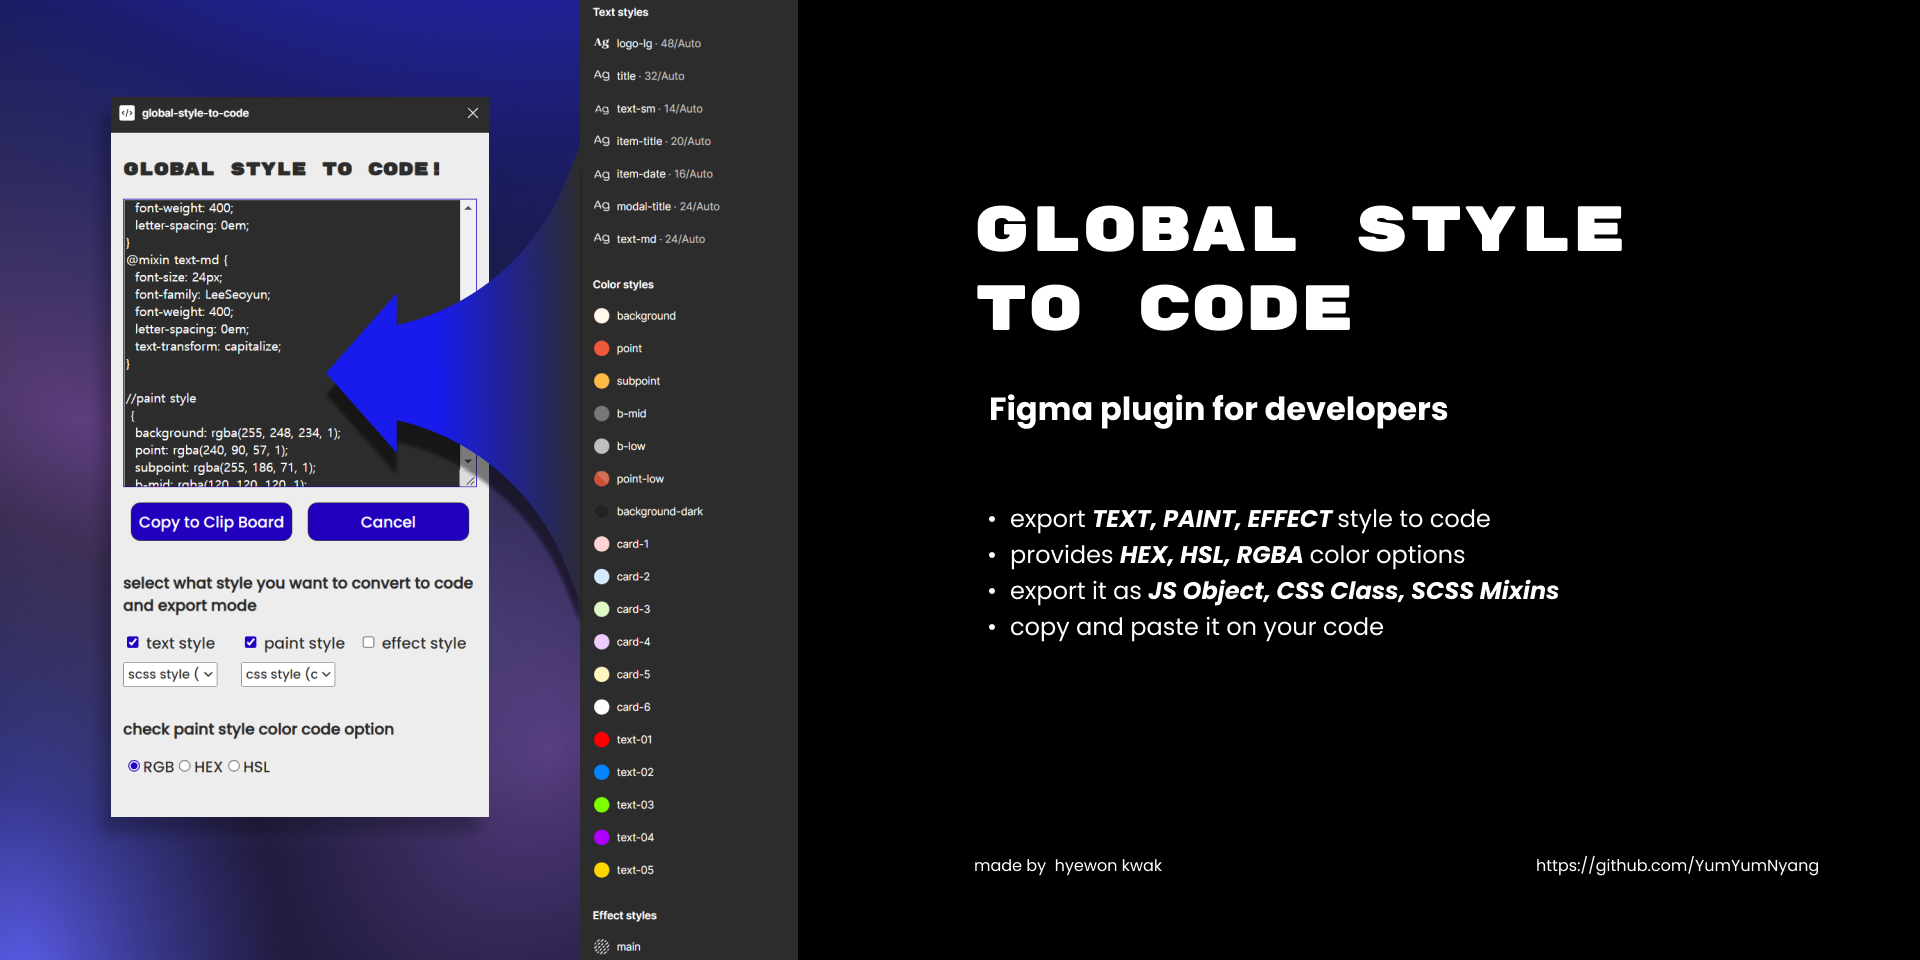 global-style-to-code
GLOBAL STYLE TO CODE!
font-weight: 400;
letter-spacing: 0em;
}
@mixin text-md {
font-size: 24px;
font-family: LeeSeoyun;
font-weight: 400;
letter-spacing: 0em;
text-transform: capitalize;
}
//paint style
{
background: rgba(255, 248, 234, 1);
point: rgba(240, 90, 57, 1);
subpoint: rgba(255, 186, 71, 1);
b-mid: rgba(120, 120, 120, 1);
Copy to Clip Board
Cancel
select what style you want to convert to code
and export mode
text style
paint style
effect style
scss style (
css style (c
check paint style color code option
RGB
HEX
HSL
Text styles
Ag logo-lg · 48/Auto
Ag title · 32/Auto
Ag text-sm · 14/Auto
Ag item-title · 20/Auto
Ag item-date · 16/Auto
Ag modal-title · 24/Auto
Ag text-md · 24/Auto
Color styles
background
point
subpoint
b-mid
b-low
point-low
background-dark
card-1
card-2
card-3
card-4
card-5
card-6
text-01
text-02
text-03
text-04
text-05
Effect styles
main
GLOBAL STYLE
TO CODE
Figma plugin for developers
• export TEXT, PAINT, EFFECT style to code
• provides HEX, HSL, RGBA color options
• export it as JS Object, CSS Class, SCSS Mixins
• copy and paste it on your code
made by hyewon kwak
https://github.com/YumYumNyang